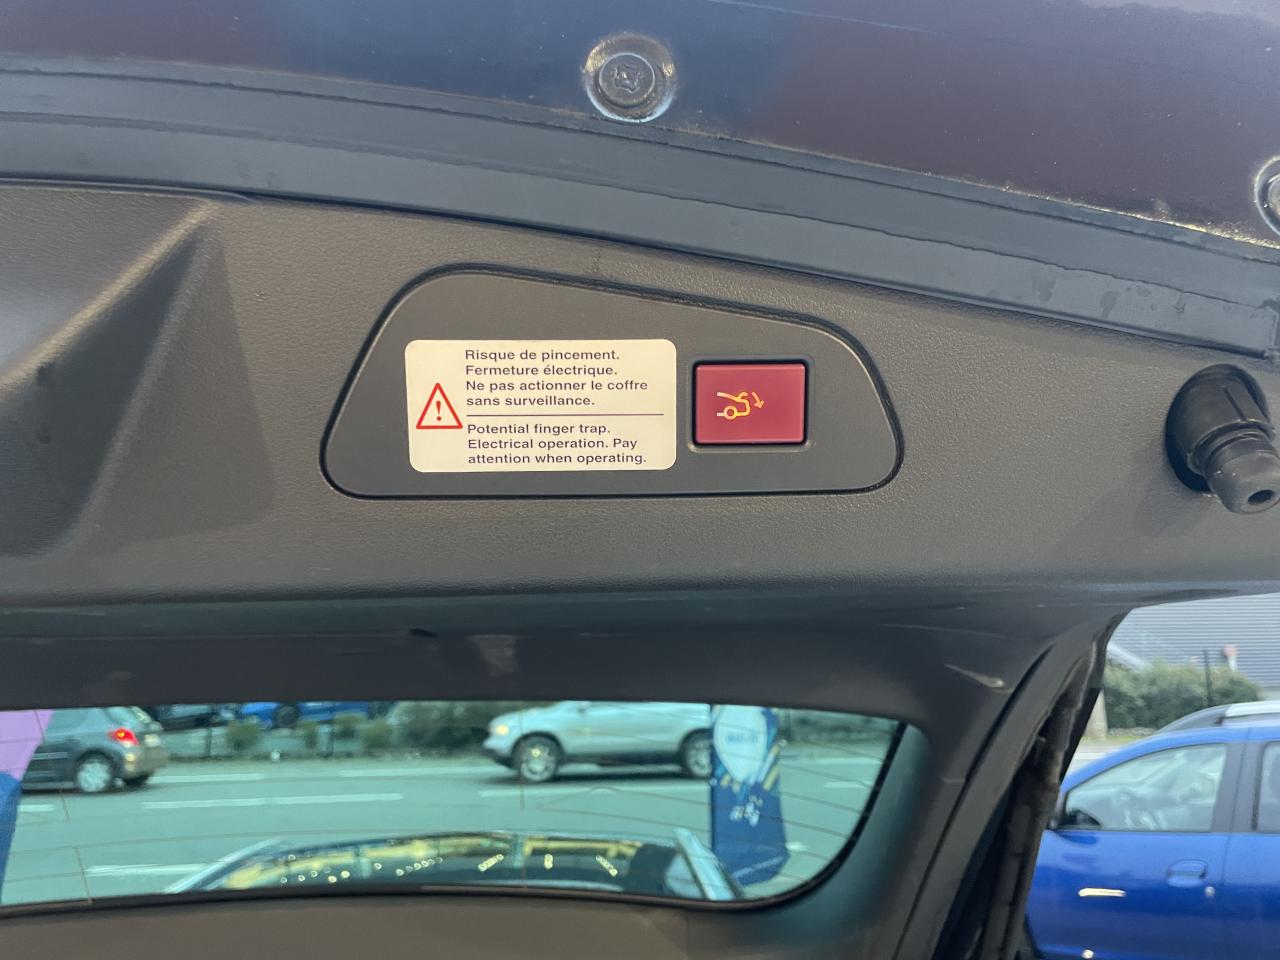 Risque de pincement.
Fermeture électrique.
Ne pas actionner le coffre
sans surveillance.
Potential finger trap.
Electrical operation. Pay
attention when operating.